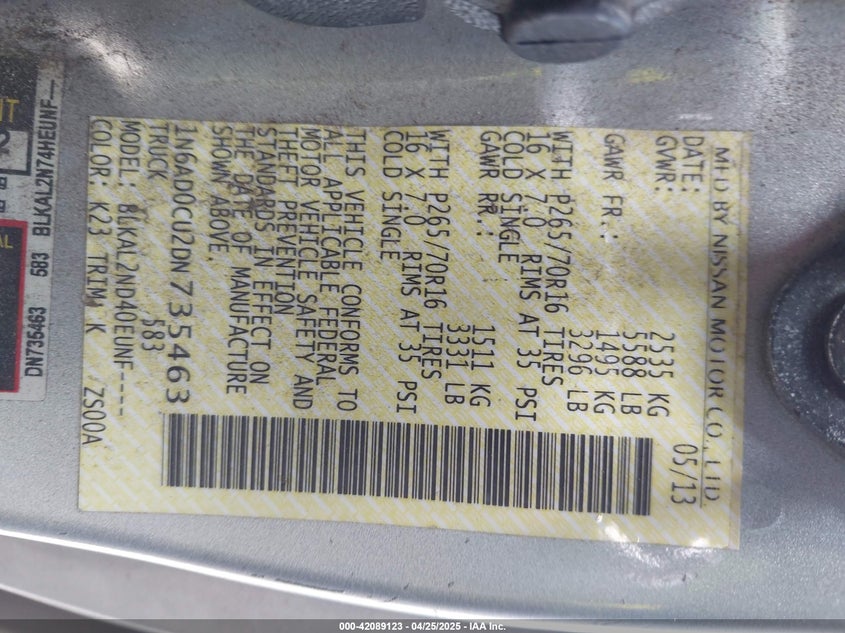 MFD BY NISSAN MOTOR CO., LTD
DATE: 05/13
GVWR: 2535 KG
5588 LB
GAWR FR.: 1495 KG
3296 LB
WITH P265/70R16 TIRES
16 X 7.0 RIMS AT 35 PSI
COLD SINGLE
GAWR RR.: 1511 KG
3331 LB
WITH P265/70R16 TIRES
16 X 7.0 RIMS AT 35 PSI
COLD SINGLE
THIS VEHICLE CONFORMS TO
ALL APPLICABLE FEDERAL
MOTOR VEHICLE SAFETY AND
THEFT PREVENTION
STANDARDS IN EFFECT ON
THE DATE OF MANUFACTURE
SHOWN ABOVE.
1N6AD0CU2DN735463
TRUCK 583
MODEL: BLKAL2ND40EUNF----
COLOR: K23 TRIM K ZS00A
DN735463 583 BLKAL2N74HEUNF--
000-42089123 - 04/25/2025 - IAA Inc.